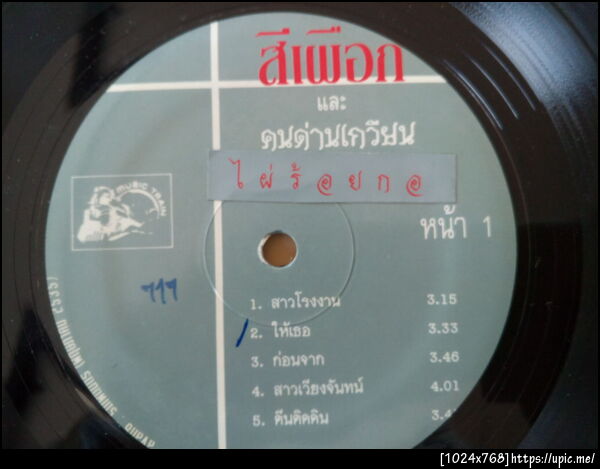 สีเผือก
และ
คนด่านเกวียน
ไผ่ร้อยกอ
MUSIC TRAIN
หน้า 1
1. สาวโรงงาน 3.15
2. ให้เธอ 3.33
3. ก่อนจาก 3.46
4. สาวเวียงจันทน์ 4.01
5. ตีนติดดิน
[1024x768]https://upic.me/